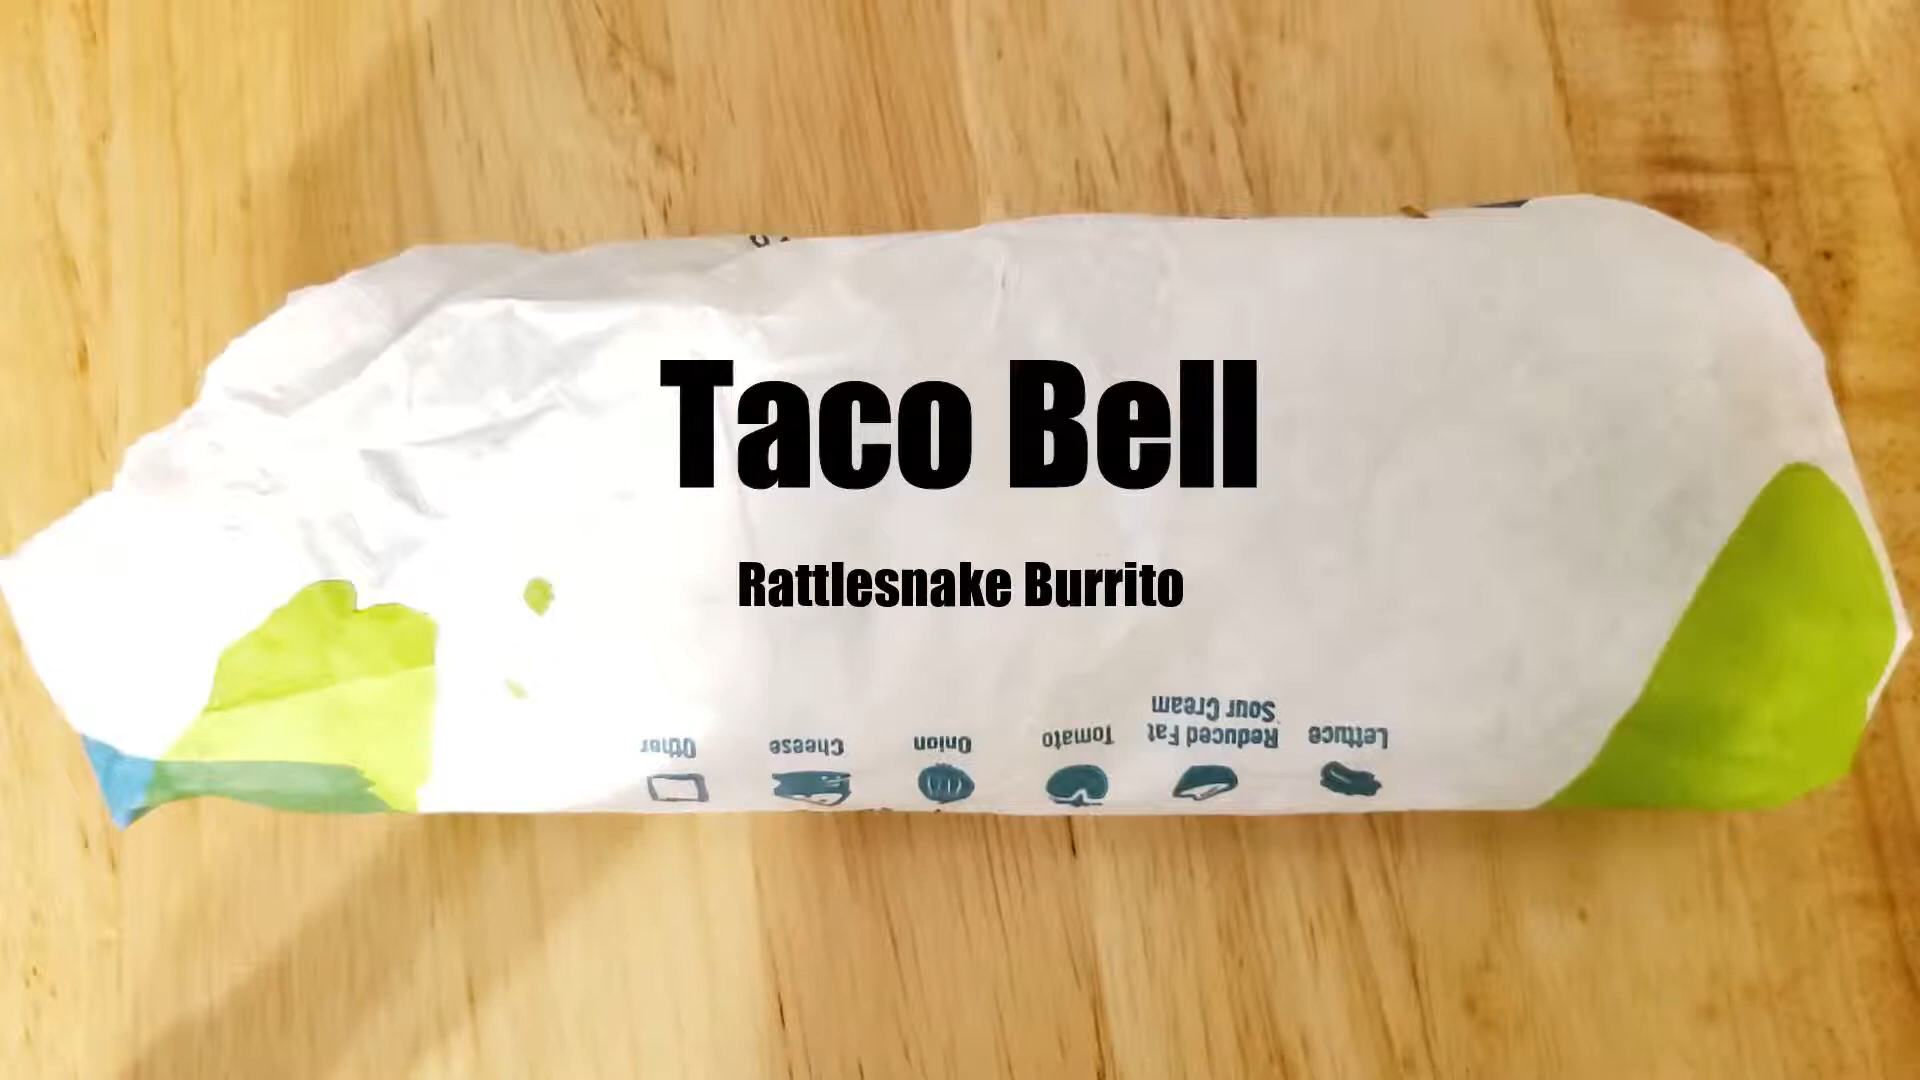 Taco Bell
Rattlesnake Burrito
Sour Cream
Other Cheese Onion Tomato Reduced Fat Lettuce